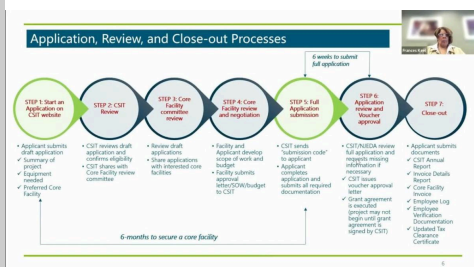 Application, Review, and Close-out Processes
6 weeks to submit
full application
STEP 1: Start an
Application on
CSIT website
STEP 2: CSIT
Review
STEP 3: Core
Facility
committee
review
STEP 4: Core
Facility review
and negotiation
STEP 5: Full
Application
submission
STEP 6:
Application
review and
Voucher
approval
STEP 7:
Close-out
• Applicant submits
draft application
✓ Summary of
project
✓ Equipment
needed
✓ Preferred Core
Facility
• CSIT reviews draft
application and
confirms eligibility
• CSIT shares with
Core Facility review
committee
• Review draft
applications
• Share applications
with interested core
facilities
• Facility and
Applicant develop
scope of work and
budget
• Facility submits
approval
letter/SOW/budget
to CSIT
• CSIT sends
"submission code"
to applicant
• Applicant
completes
application and
submits all required
documentation
• CSIT/NJEDA review
full application and
requests missing
information if
necessary
• CSIT issues
voucher approval
letter
• Grant agreement
is executed
(project may not
begin until grant
agreement is
signed by CSIT)
• Applicant submits
documents
✓ CSIT Annual
Report
✓ Invoice Details
Report
✓ Core Facility
Invoice
✓ Employee Log
✓ Employee
Verification
Documentation
✓ Updated Tax
Clearance
Certificate
6-months to secure a core facility